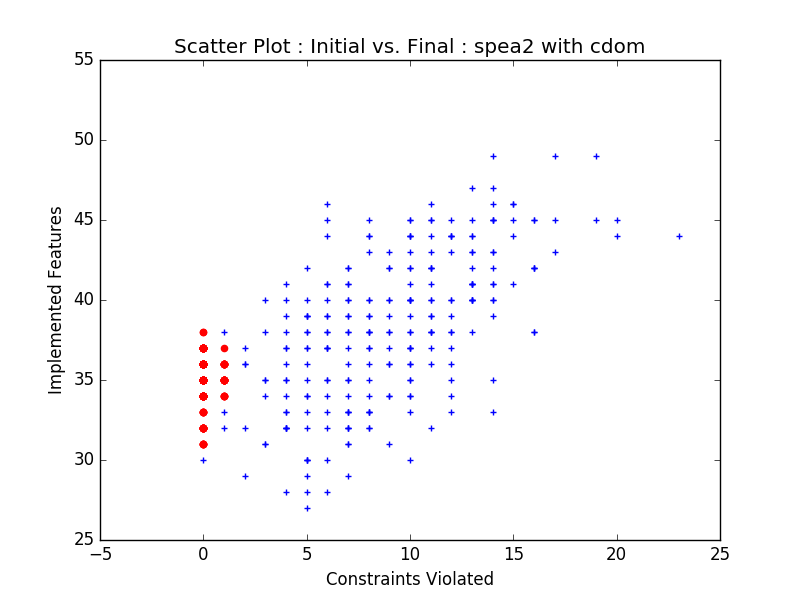 Scatter Plot : Initial vs. Final : spea2 with cdom
55
50
45
40
35
30
25
Implemented Features
−5 0 5 10 15 20 25
Constraints Violated